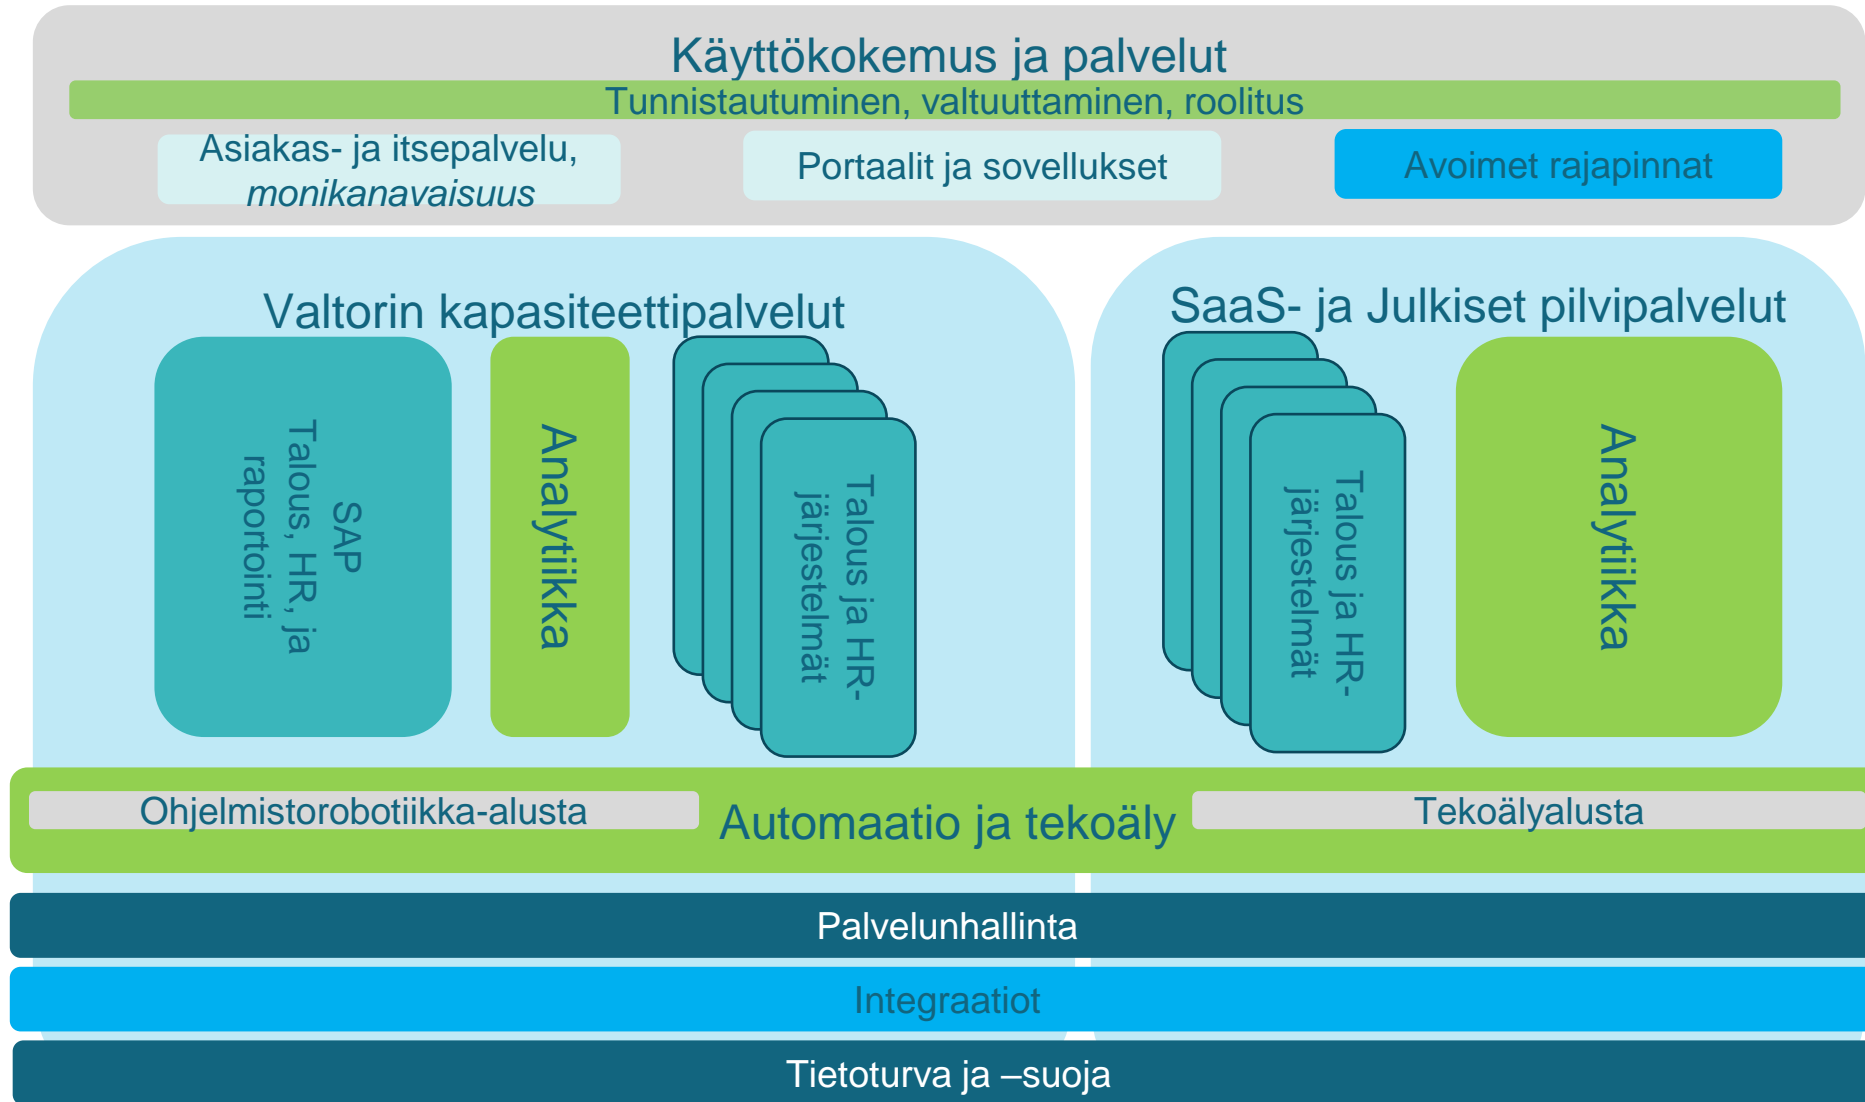 Käyttökokemus ja palvelut
Tunnistautuminen, valtuuttaminen, roolitus
Asiakas- ja itsepalvelu,
monikanavaisuus
Portaalit ja sovellukset
Avoimet rajapinnat
Valtorin kapasiteettipalvelut
SAP
Talous, HR, ja
raportointi
Analytiikka
Talous ja HR-
järjestelmät
SaaS- ja Julkiset pilvipalvelut
Talous ja HR-
järjestelmät
Analytiikka
Ohjelmistorobotiikka-alusta
Automaatio ja tekoäly
Tekoälyalusta
Palvelunhallinta
Integraatiot
Tietoturva ja –suoja